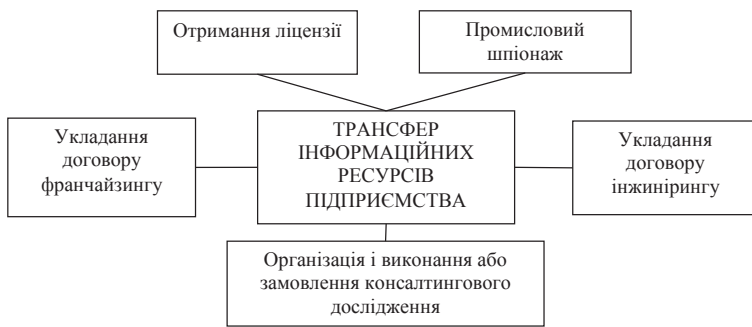 Отримання ліцензії
Промисловий
шпіонаж
Укладання
договору
франчайзингу
ТРАНСФЕР
ІНФОРМАЦІЙНИХ
РЕСУРСІВ
ПІДПРИЄМСТВА
Укладання
договору
інжинірингу
Організація і виконання або
замовлення консалтингового
дослідження